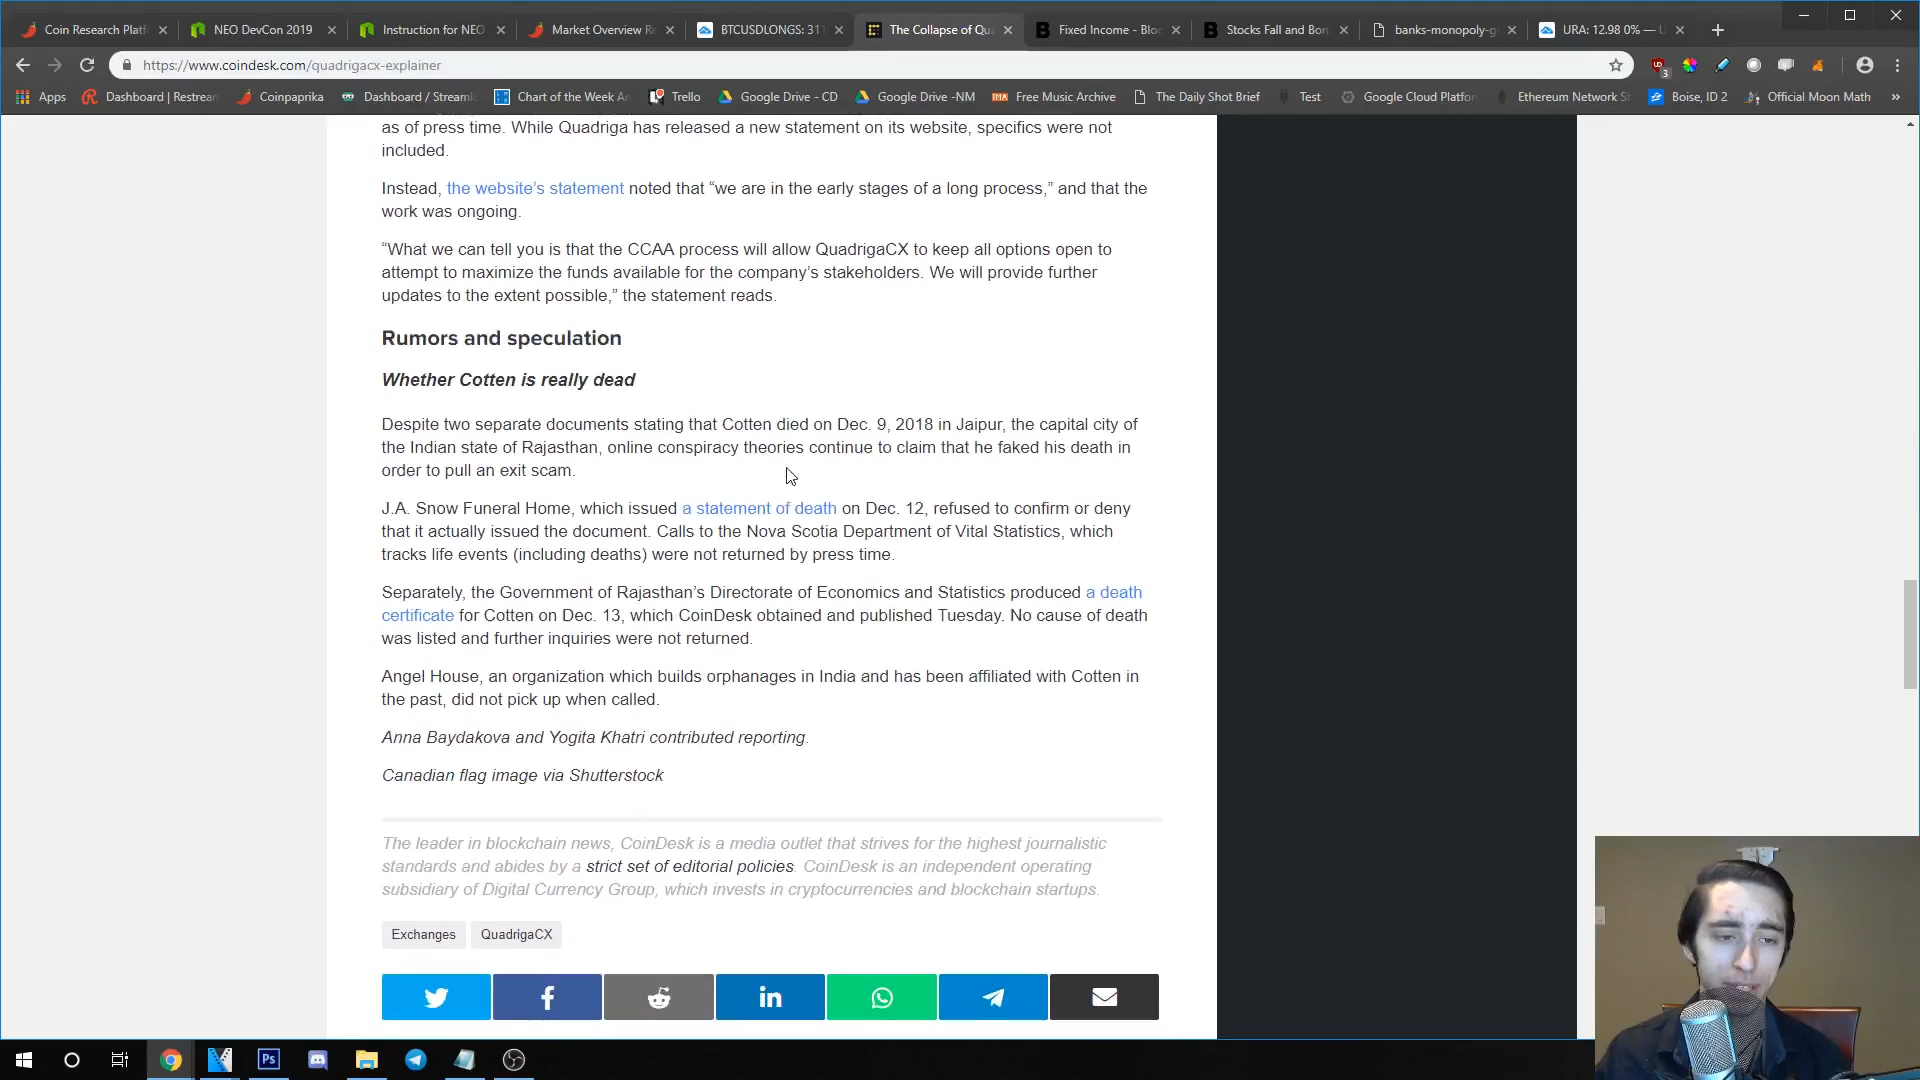 Coin Research Platf
NEO DevCon 2019
Instruction for NEO
Market Overview Re
BTCUSDLONGS: 311
The Collapse of Qua
Fixed Income - Bloo
Stocks Fall and Bon
banks-monopoly-g
URA: 12.98 0% — U
https://www.coindesk.com/quadrigacx-explainer
3
Apps
Dashboard | Restrean
Coinpaprika
Dashboard / Streaml
Chart of the Week Ar
Trello
Google Drive - CD
Google Drive -NM
FMA
Free Music Archive
The Daily Shot Brief
Test
Google Cloud Platfor
Ethereum Network St
Boise, ID 2
Official Moon Math
»
as of press time. While Quadriga has released a new statement on its website, specifics were not
included.
Instead, the website’s statement noted that “we are in the early stages of a long process,” and that the
work was ongoing.
“What we can tell you is that the CCAA process will allow QuadrigaCX to keep all options open to
attempt to maximize the funds available for the company’s stakeholders. We will provide further
updates to the extent possible,” the statement reads.
Rumors and speculation
Whether Cotten is really dead
Despite two separate documents stating that Cotten died on Dec. 9, 2018 in Jaipur, the capital city of
the Indian state of Rajasthan, online conspiracy theories continue to claim that he faked his death in
order to pull an exit scam.
J.A. Snow Funeral Home, which issued a statement of death on Dec. 12, refused to confirm or deny
that it actually issued the document. Calls to the Nova Scotia Department of Vital Statistics, which
tracks life events (including deaths) were not returned by press time.
Separately, the Government of Rajasthan’s Directorate of Economics and Statistics produced a death
certificate for Cotten on Dec. 13, which CoinDesk obtained and published Tuesday. No cause of death
was listed and further inquiries were not returned.
Angel House, an organization which builds orphanages in India and has been affiliated with Cotten in
the past, did not pick up when called.
Anna Baydakova and Yogita Khatri contributed reporting.
Canadian flag image via Shutterstock
The leader in blockchain news, CoinDesk is a media outlet that strives for the highest journalistic
standards and abides by a strict set of editorial policies. CoinDesk is an independent operating
subsidiary of Digital Currency Group, which invests in cryptocurrencies and blockchain startups.
Exchanges
QuadrigaCX
in
Ps